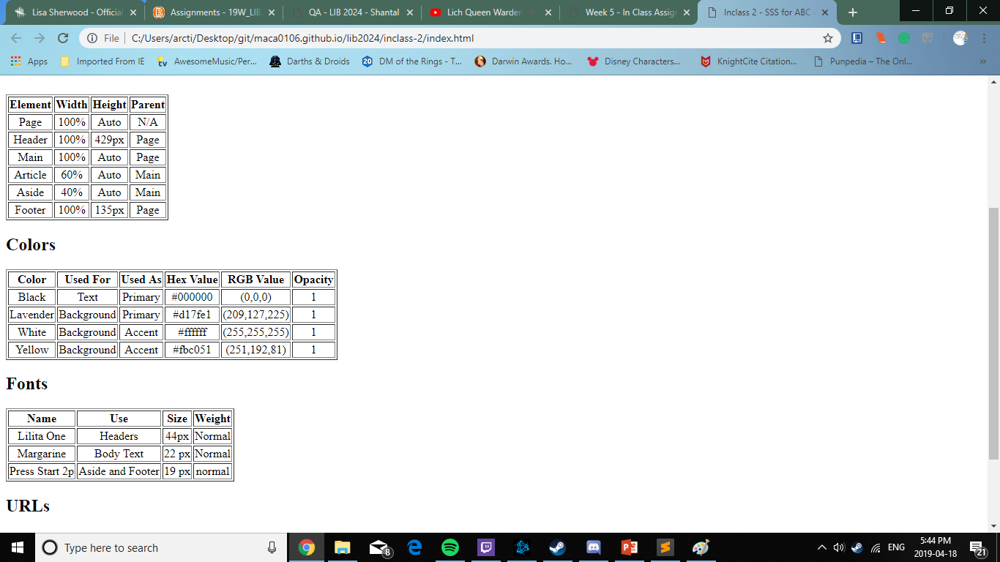 Lisa Sherwood - Official
Assignments - 19W_LIB
QA - LIB 2024 - Shantal
Lich Queen Warden
Week 5 - In Class Assig
Inclass 2 - SSS for ABC
File
C:/Users/arcti/Desktop/git/maca0106.github.io/lib2024/inclass-2/index.html
Apps
Imported From IE
AwesomeMusic/Per...
Darths & Droids
DM of the Rings - T...
Darwin Awards. Ho...
Disney Characters...
KnightCite Citation...
Punpedia – The Onl...
»
Element Width Height Parent
Page 100% Auto N/A
Header 100% 429px Page
Main 100% Auto Page
Article 60% Auto Main
Aside 40% Auto Main
Footer 100% 135px Page
Colors
Color Used For Used As Hex Value RGB Value Opacity
Black Text Primary #000000 (0,0,0) 1
Lavender Background Primary #d17fe1 (209,127,225) 1
White Background Accent #ffffff (255,255,255) 1
Yellow Background Accent #fbc051 (251,192,81) 1
Fonts
Name Use Size Weight
Lilita One Headers 44px Normal
Margarine Body Text 22 px Normal
Press Start 2p Aside and Footer 19 px normal
URLs
Type here to search
8
ENG
5:44 PM
2019-04-18
21